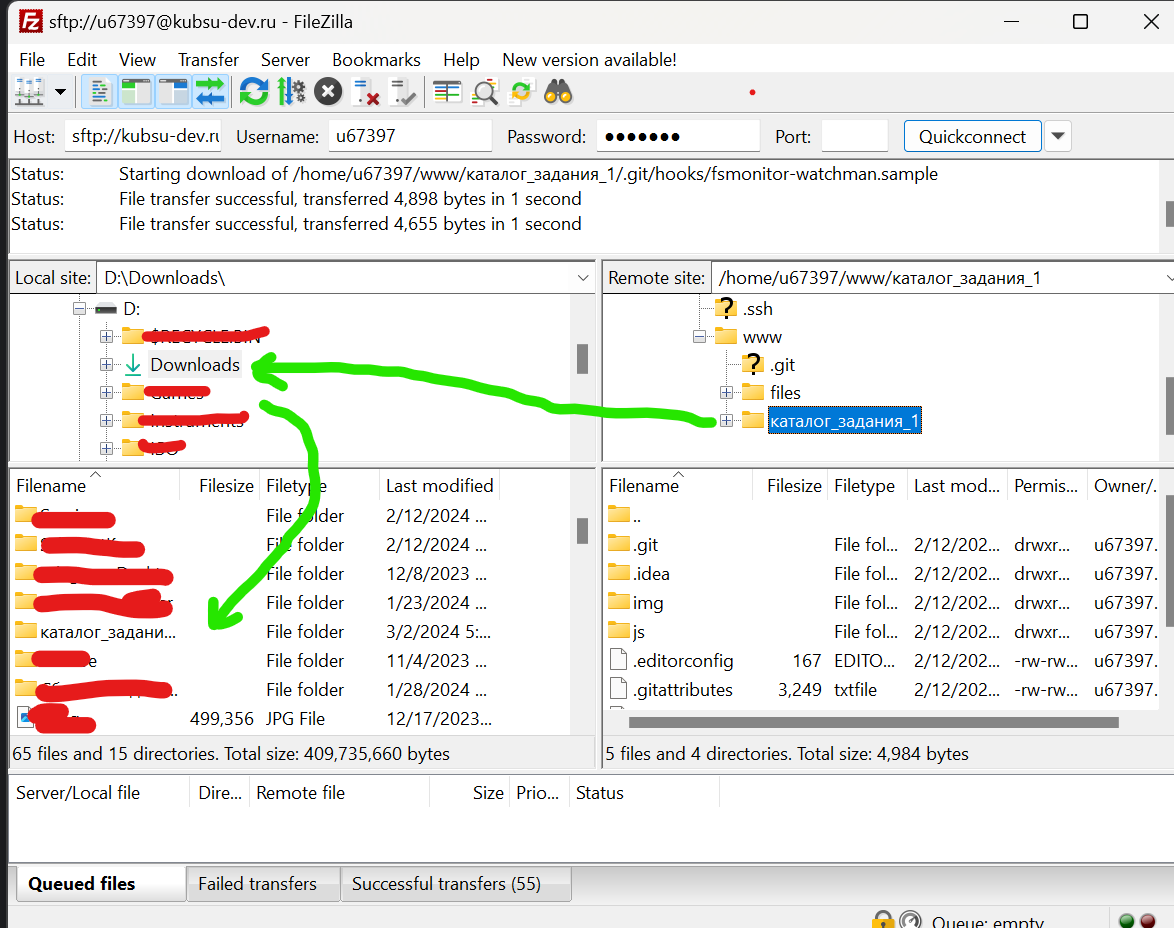 sftp://u67397@kubsu-dev.ru - FileZilla
File Edit View Transfer Server Bookmarks Help New version available!
Host: sftp://kubsu-dev.ru Username: u67397 Password: ●●●●●●● Port: Quickconnect
Status: Starting download of /home/u67397/www/каталог_задания_1/.git/hooks/fsmonitor-watchman.sample
Status: File transfer successful, transferred 4,898 bytes in 1 second
Status: File transfer successful, transferred 4,655 bytes in 1 second
Local site: D:\Downloads\
D:
$RECYCLE.BIN
Downloads
Games
Instruments
Remote site: /home/u67397/www/каталог_задания_1
.ssh
www
.git
files
каталог_задания_1
Filename Filesize Filetype Last modified
File folder 2/12/2024 ...
File folder 2/12/2024 ...
File folder 12/8/2023 ...
File folder 1/23/2024 ...
каталог_задани... File folder 3/2/2024 5:...
File folder 11/4/2023 ...
File folder 1/28/2024 ...
499,356 JPG File 12/17/2023...
65 files and 15 directories. Total size: 409,735,660 bytes
Filename Filesize Filetype Last mod... Permis... Owner/.
..
.git File fol... 2/12/202... drwxr... u67397.
.idea File fol... 2/12/202... drwxr... u67397.
img File fol... 2/12/202... drwxr... u67397.
js File fol... 2/12/202... drwxr... u67397.
.editorconfig 167 EDITO... 2/12/202... -rw-rw... u67397.
.gitattributes 3,249 txtfile 2/12/202... -rw-rw... u67397.
5 files and 4 directories. Total size: 4,984 bytes
Server/Local file Dire... Remote file Size Prio... Status
Queued files Failed transfers Successful transfers (55)
Queue: empty